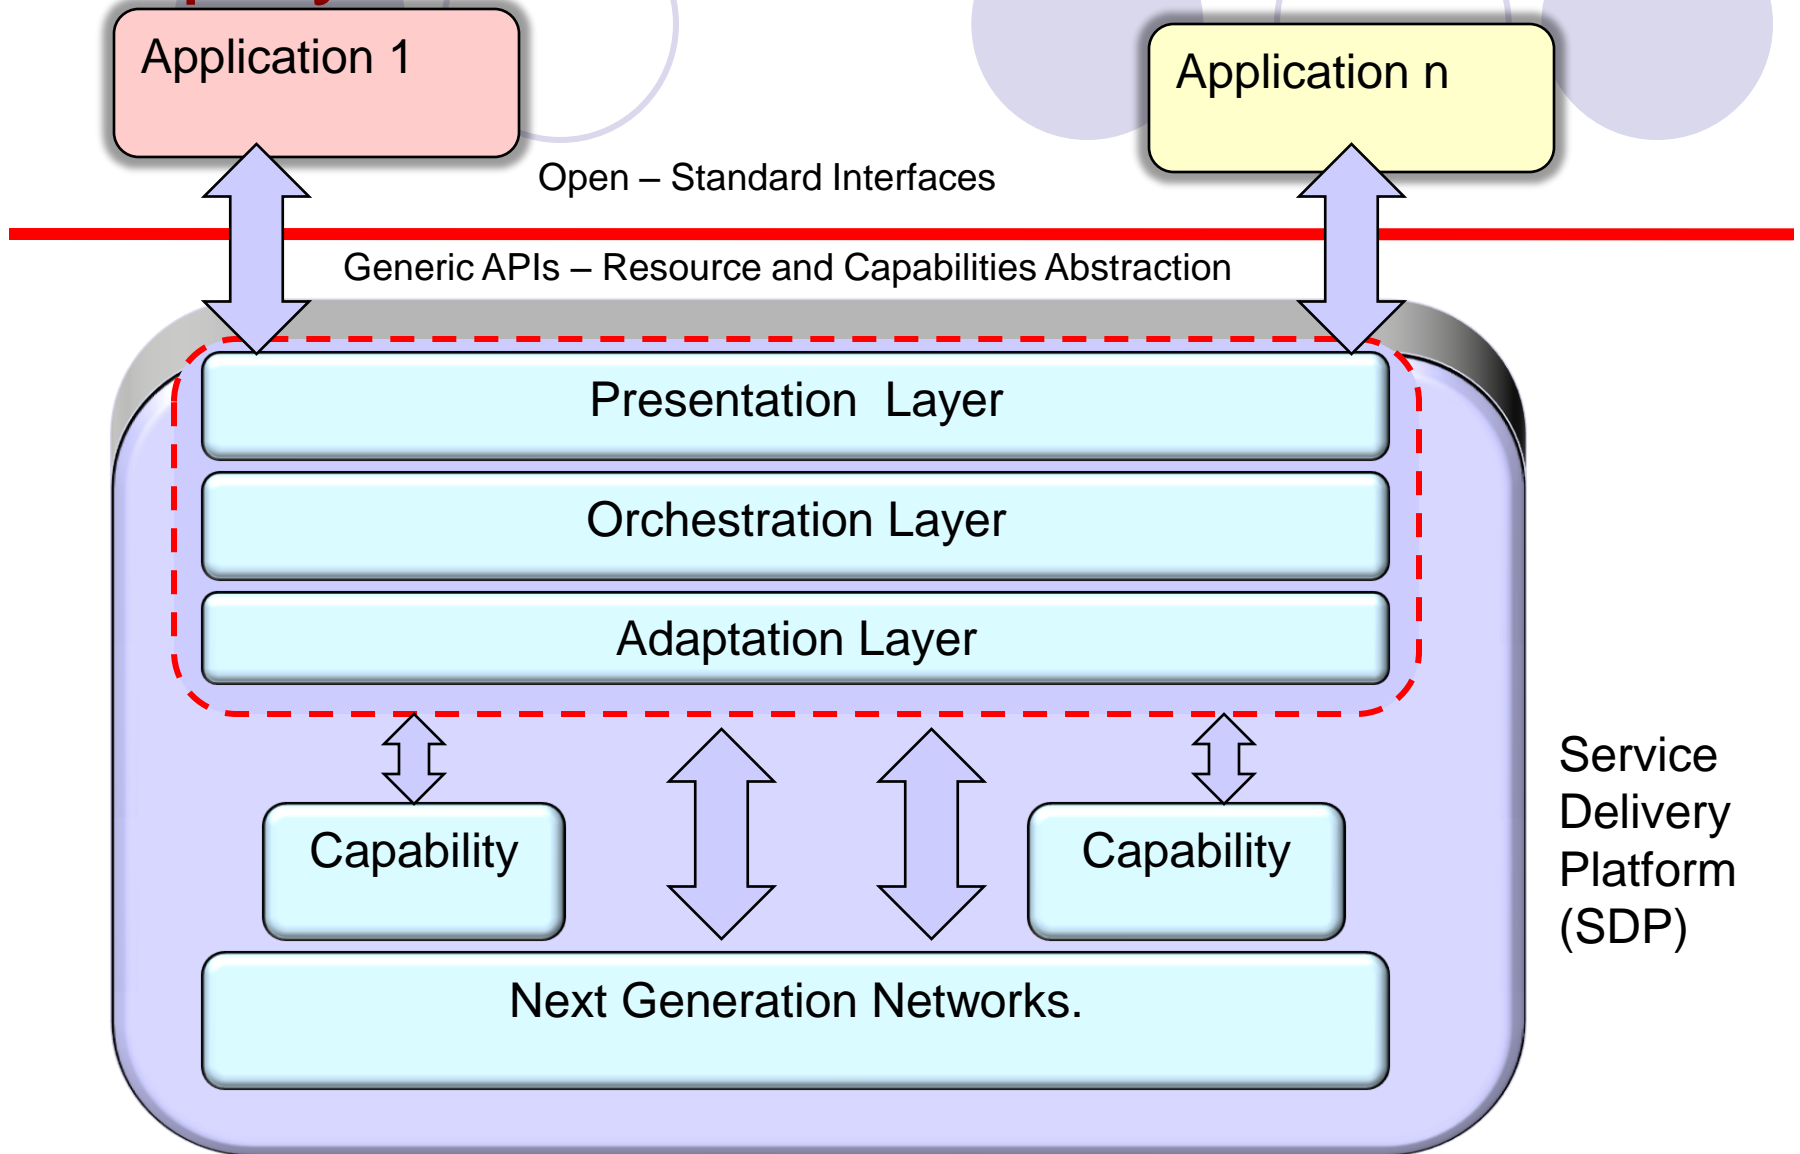 Application 1
Application n
Open – Standard Interfaces
Generic APIs – Resource and Capabilities Abstraction
Presentation  Layer
Orchestration Layer
Adaptation Layer
Capability
Capability
Service
Delivery
Platform
(SDP)
Next Generation Networks.